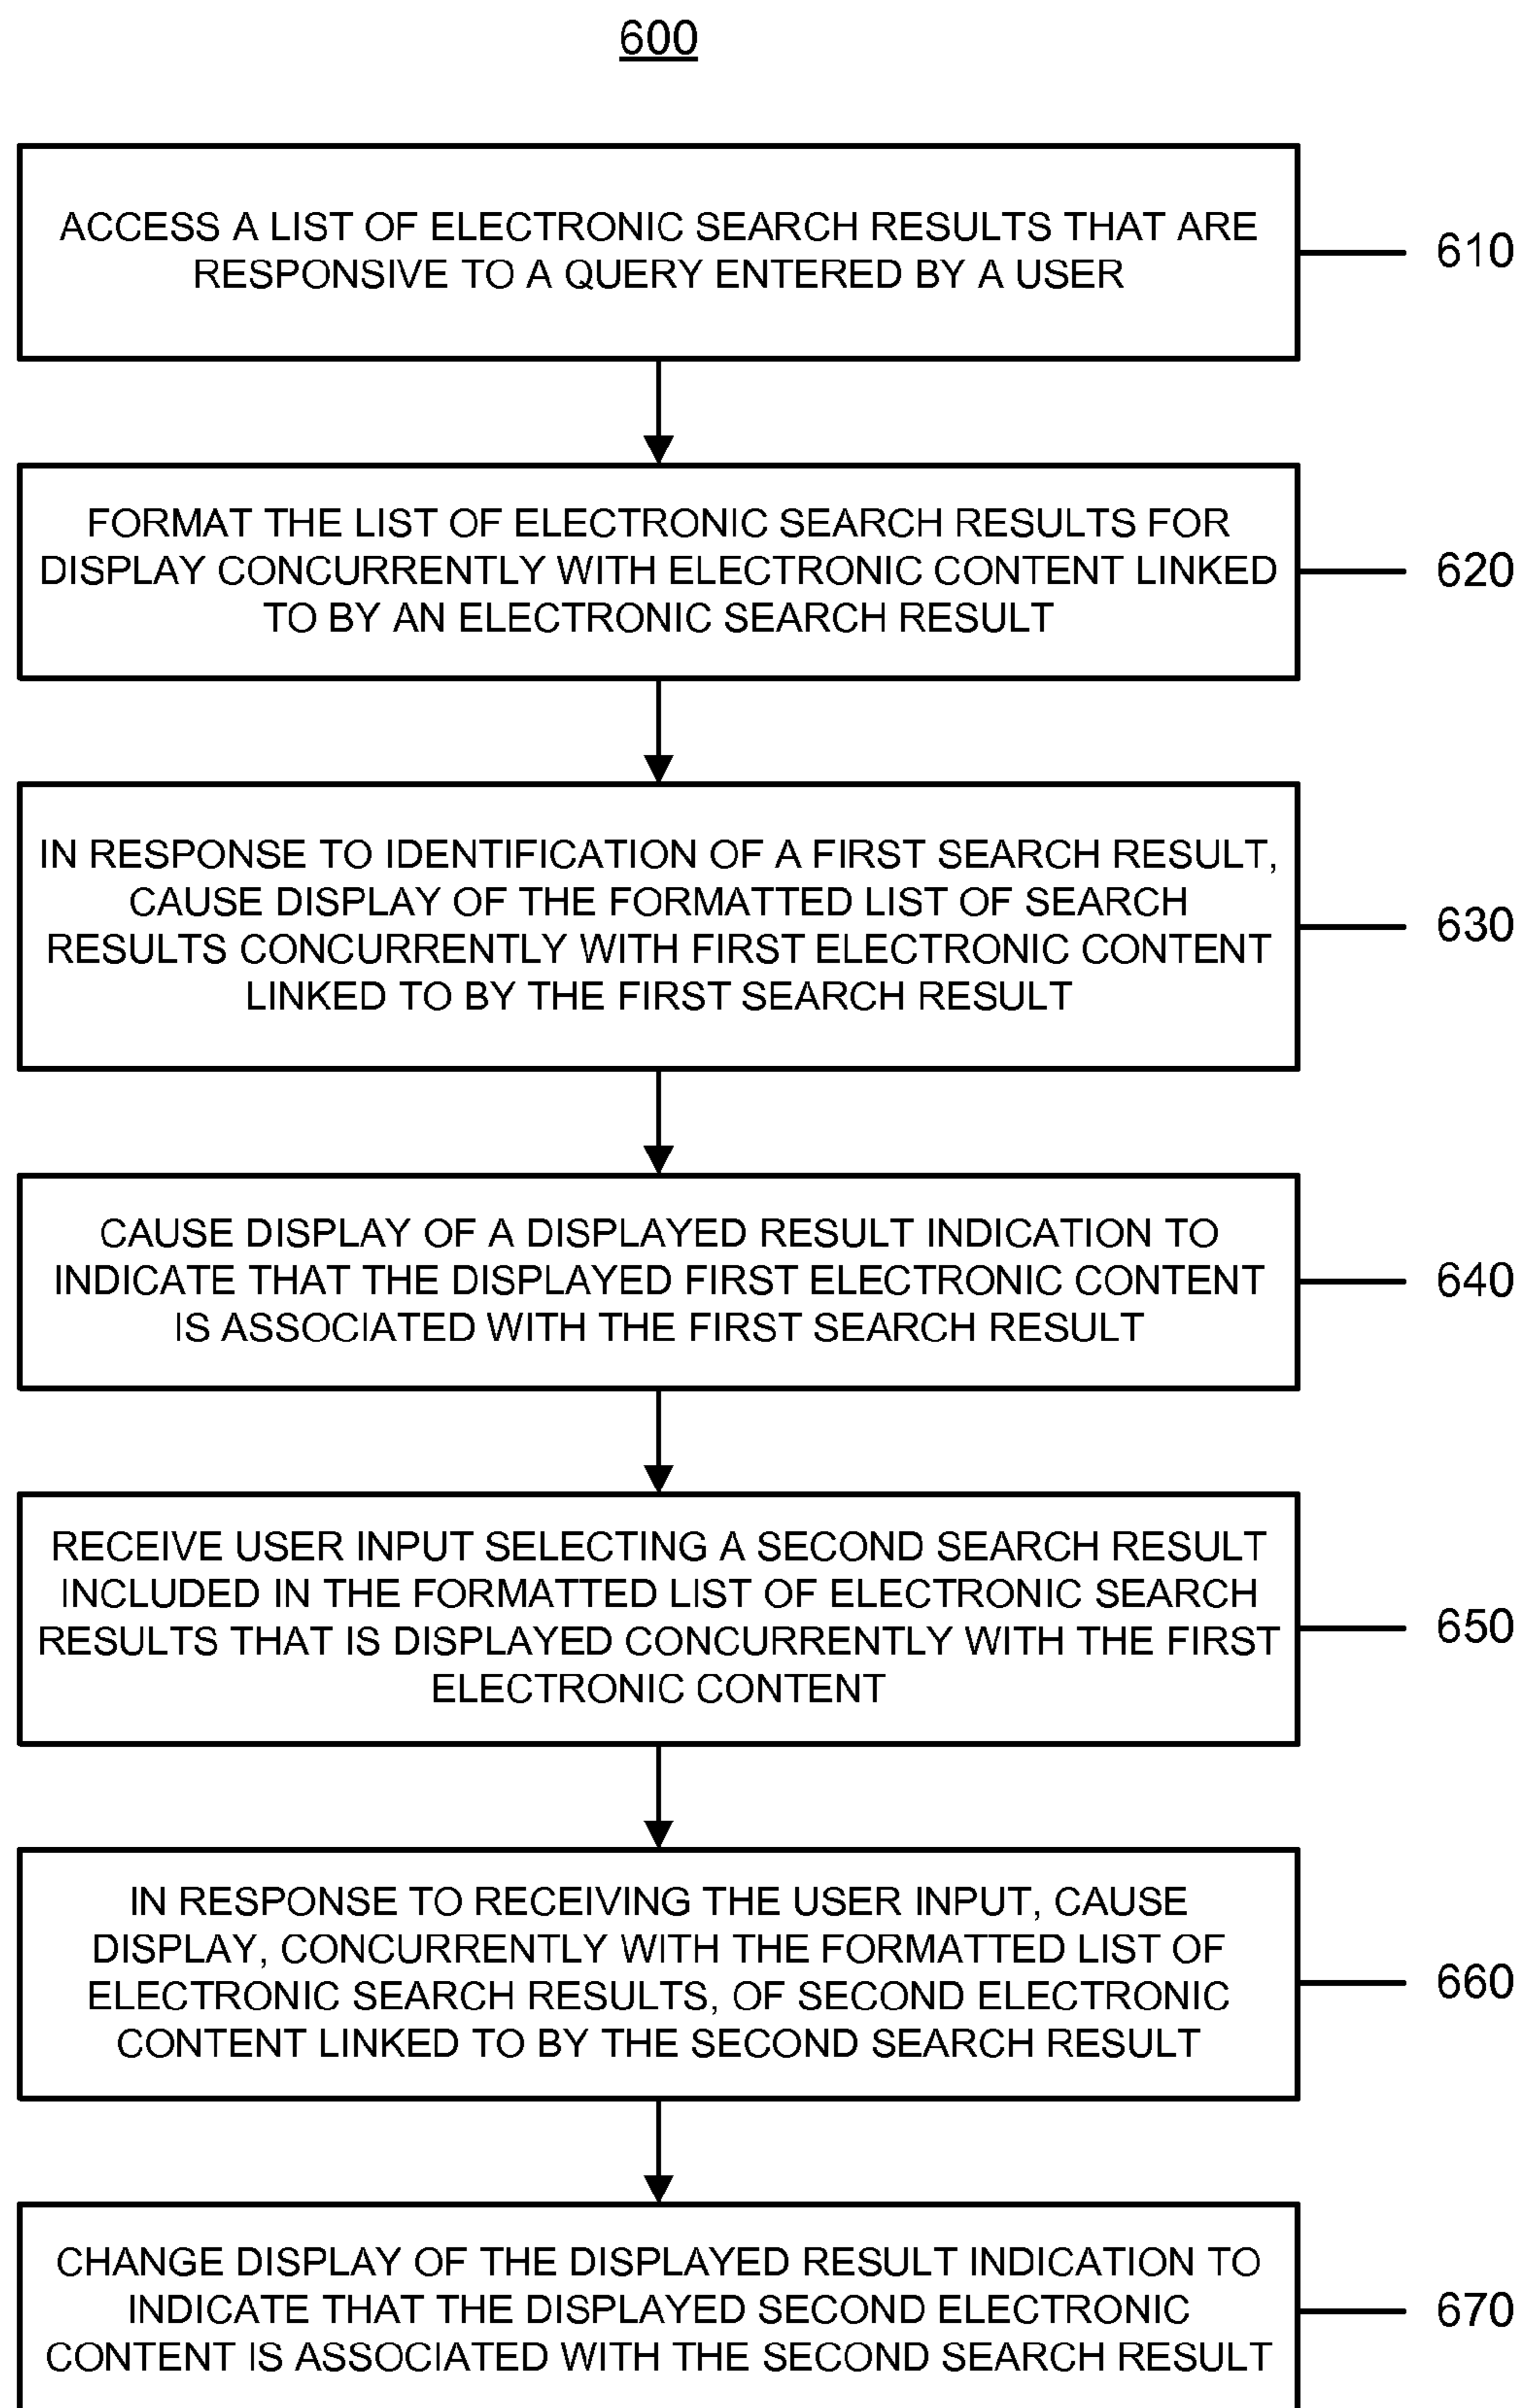 600
ACCESS A LIST OF ELECTRONIC SEARCH RESULTS THAT ARE
RESPONSIVE TO A QUERY ENTERED BY A USER
610
FORMAT THE LIST OF ELECTRONIC SEARCH RESULTS FOR
DISPLAY CONCURRENTLY WITH ELECTRONIC CONTENT LINKED
TO BY AN ELECTRONIC SEARCH RESULT
620
IN RESPONSE TO IDENTIFICATION OF A FIRST SEARCH RESULT,
CAUSE DISPLAY OF THE FORMATTED LIST OF SEARCH
RESULTS CONCURRENTLY WITH FIRST ELECTRONIC CONTENT
LINKED TO BY THE FIRST SEARCH RESULT
630
CAUSE DISPLAY OF A DISPLAYED RESULT INDICATION TO
INDICATE THAT THE DISPLAYED FIRST ELECTRONIC CONTENT
IS ASSOCIATED WITH THE FIRST SEARCH RESULT
640
RECEIVE USER INPUT SELECTING A SECOND SEARCH RESULT
INCLUDED IN THE FORMATTED LIST OF ELECTRONIC SEARCH
RESULTS THAT IS DISPLAYED CONCURRENTLY WITH THE FIRST
ELECTRONIC CONTENT
650
IN RESPONSE TO RECEIVING THE USER INPUT, CAUSE
DISPLAY, CONCURRENTLY WITH THE FORMATTED LIST OF
ELECTRONIC SEARCH RESULTS, OF SECOND ELECTRONIC
CONTENT LINKED TO BY THE SECOND SEARCH RESULT
660
CHANGE DISPLAY OF THE DISPLAYED RESULT INDICATION TO
INDICATE THAT THE DISPLAYED SECOND ELECTRONIC
CONTENT IS ASSOCIATED WITH THE SECOND SEARCH RESULT
670